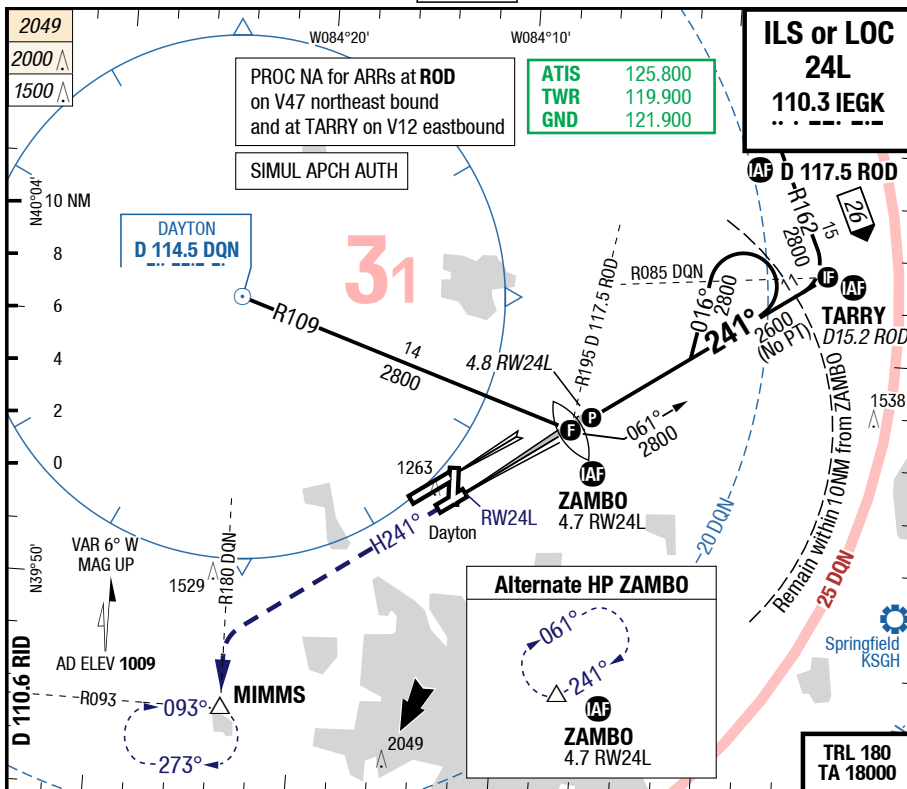 2049
2000
1500
W084°20'
W084°10'
ILS or LOC
24L
110.3 IEGK
PROC NA for ARRs at ROD
on V47 northeast bound
and at TARRY on V12 eastbound
SIMUL APCH AUTH
ATIS 125.800
TWR 119.900
GND 121.900
N40°04'
10 NM
8
6
4
2
0
N39°50'
DAYTON
D 114.5 DQN
31
IAF D 117.5 ROD
R162
15
2800
26
R085 DQN
R195 D 117.5 ROD
016°
2800
11
241°
2600
(No PT)
IF
IAF
TARRY
D15.2 ROD
R109
14
2800
4.8 RW24L
P
F
061°
2800
1538
IAF
ZAMBO
4.7 RW24L
1263
Dayton
RW24L
H241°
20 DQN
Remain within 10NM from ZAMBO
25 DQN
VAR 6° W
MAG UP
1529
R180 DQN
AD ELEV 1009
D 110.6 RID
R093
093°
MIMMS
273°
2049
Alternate HP ZAMBO
061°
241°
IAF
ZAMBO
4.7 RW24L
Springfield
KSGH
TRL 180
TA 18000